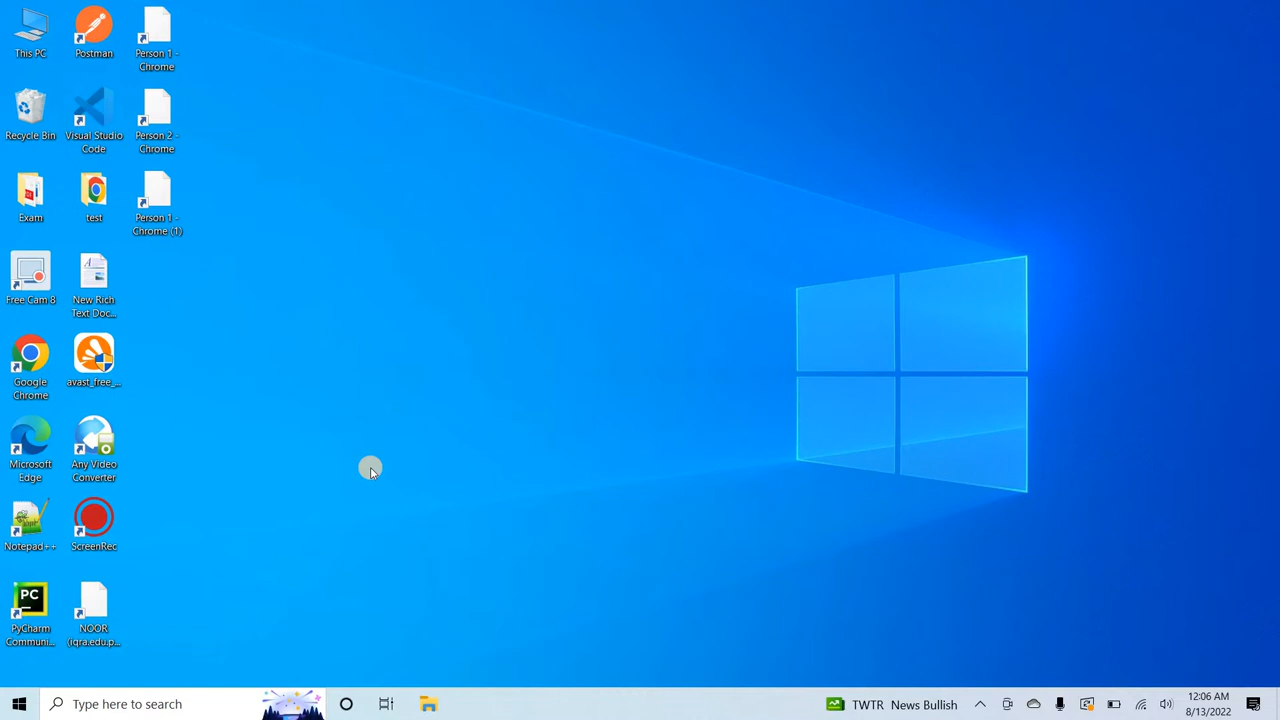 This PC
Postman
Person 1 -
Chrome
Recycle Bin
Visual Studio
Code
Person 2 -
Chrome
Exam
test
Person 1 -
Chrome (1)
Free Cam 8
New Rich
Text Doc...
Google
Chrome
avast_free_...
Microsoft
Edge
Any Video
Converter
Notepad++
ScreenRec
PC
PyCharm
Communi...
NOOR
(iqra.edu.p...
Type here to search
TWTR News Bullish
12:06 AM
8/13/2022